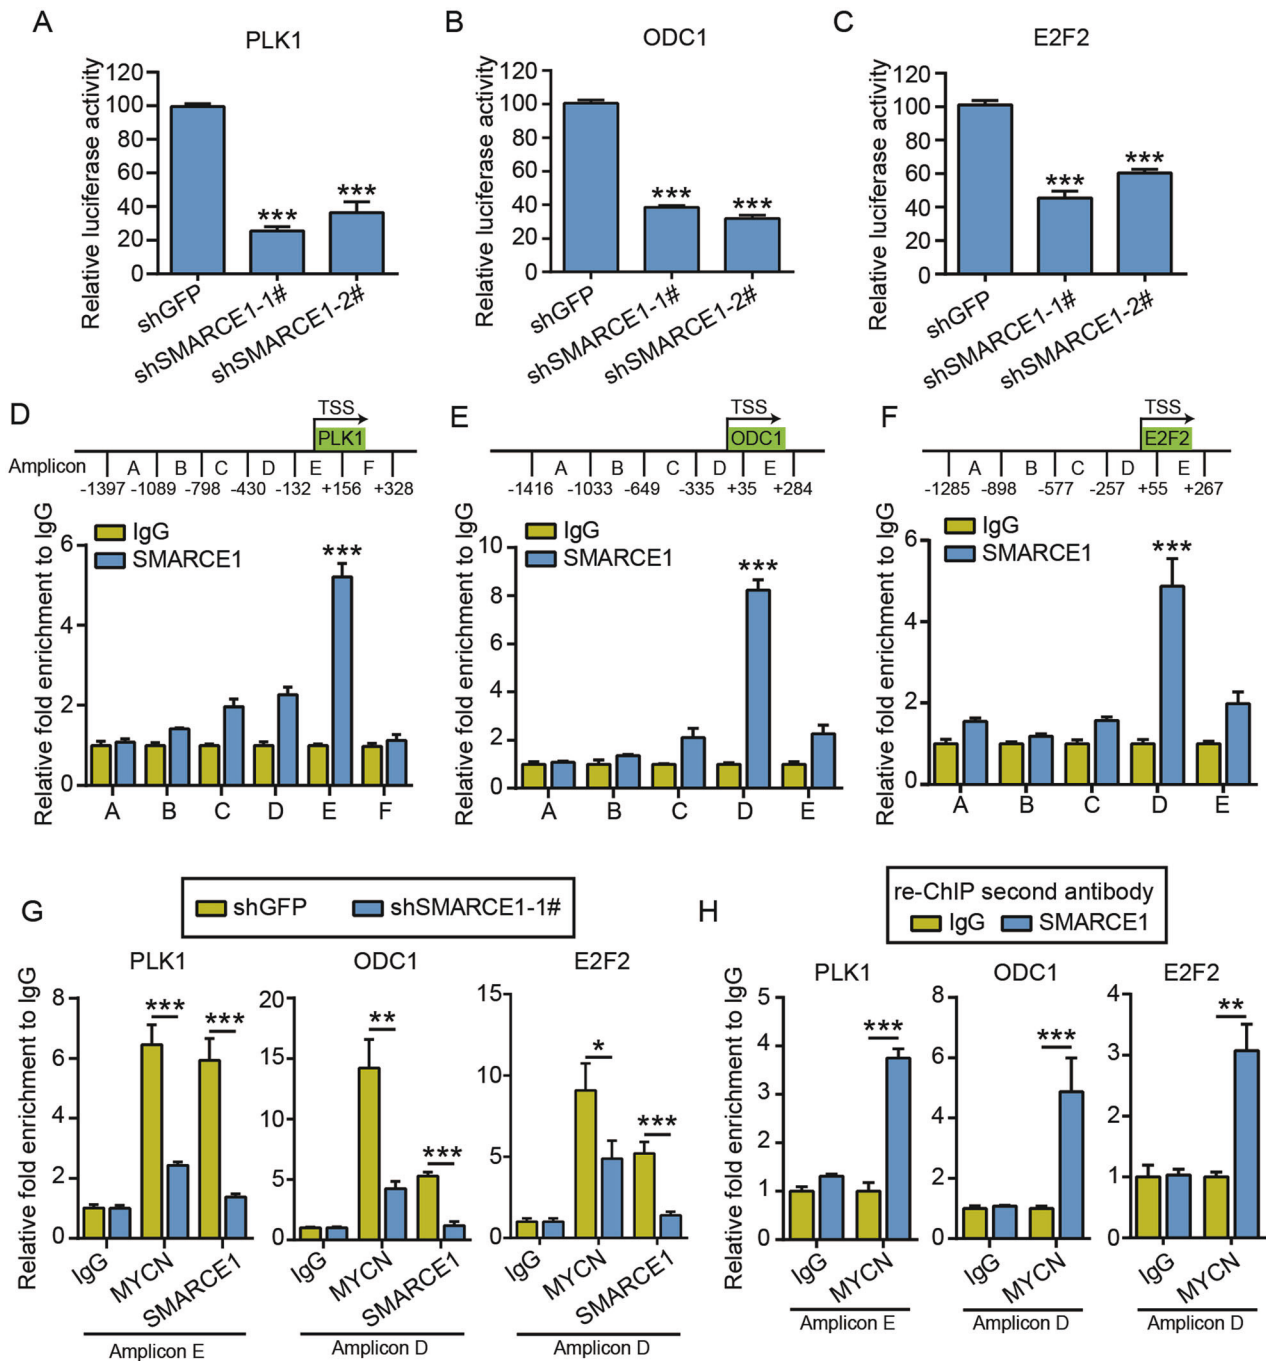 A
PLK1
Relative luciferase activity
120
100
80
60
40
20
0
***
***
shGFP
shSMARCE1-1#
shSMARCE1-2#
B
ODC1
Relative luciferase activity
120
100
80
60
40
20
0
***
***
shGFP
shSMARCE1-1#
shSMARCE1-2#
C
E2F2
Relative luciferase activity
120
100
80
60
40
20
0
***
***
shGFP
shSMARCE1-1#
shSMARCE1-2#
D
TSS
PLK1
Amplicon
A B C D E F
-1397 -1089 -798 -430 -132 +156 +328
Relative fold enrichment to IgG
IgG
SMARCE1
6
4
2
0
***
A B C D E F
E
TSS
ODC1
A B C D E
-1416 -1033 -649 -335 +35 +284
Relative fold enrichment to IgG
IgG
SMARCE1
10
8
6
4
2
0
***
A B C D E
F
TSS
E2F2
A B C D E
-1285 -898 -577 -257 +55 +267
Relative fold enrichment to IgG
IgG
SMARCE1
6
4
2
0
***
A B C D E
G
shGFP shSMARCE1-1#
Relative fold enrichment to IgG
PLK1
8
6
4
2
0
***
***
IgG
MYCN
SMARCE1
Amplicon E
ODC1
20
15
10
5
0
**
***
IgG
MYCN
SMARCE1
Amplicon D
E2F2
15
10
5
0
*
***
IgG
MYCN
SMARCE1
Amplicon D
H
re-ChIP second antibody
IgG SMARCE1
Relative fold enrichment to IgG
PLK1
5
4
3
2
1
0
***
IgG
MYCN
Amplicon E
ODC1
8
6
4
2
0
***
IgG
MYCN
Amplicon D
E2F2
4
3
2
1
0
**
IgG
MYCN
Amplicon D